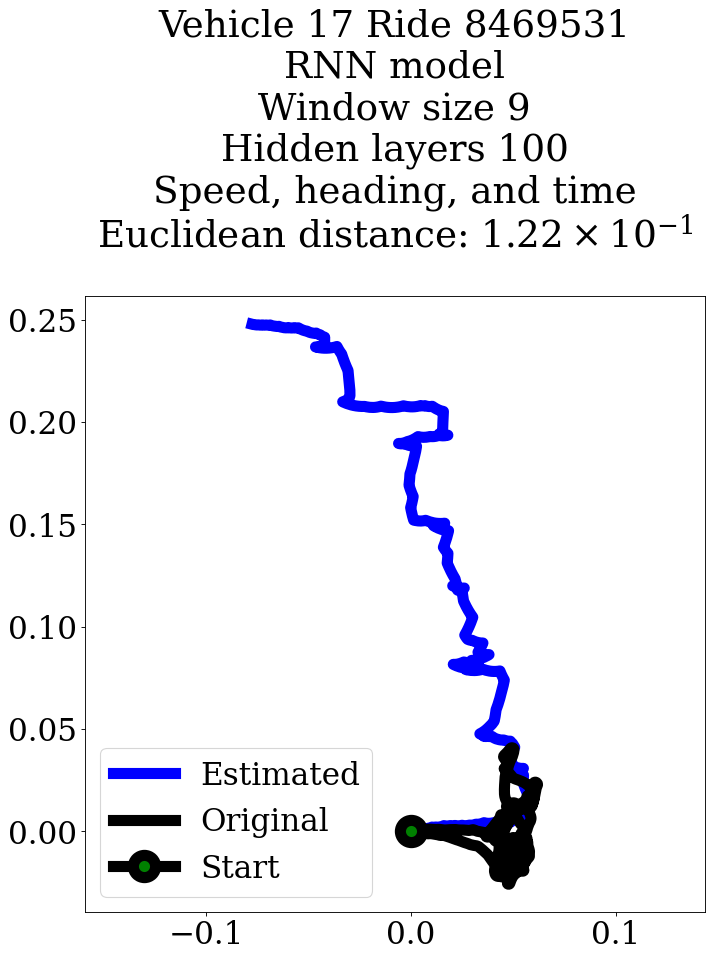 Vehicle 17 Ride 8469531
RNN model
Window size 9
Hidden layers 100
Speed, heading, and time
Euclidean distance: 1.22 × 10⁻¹
0.25
0.20
0.15
0.10
0.05
0.00
Estimated
Original
Start
−0.1
0.0
0.1